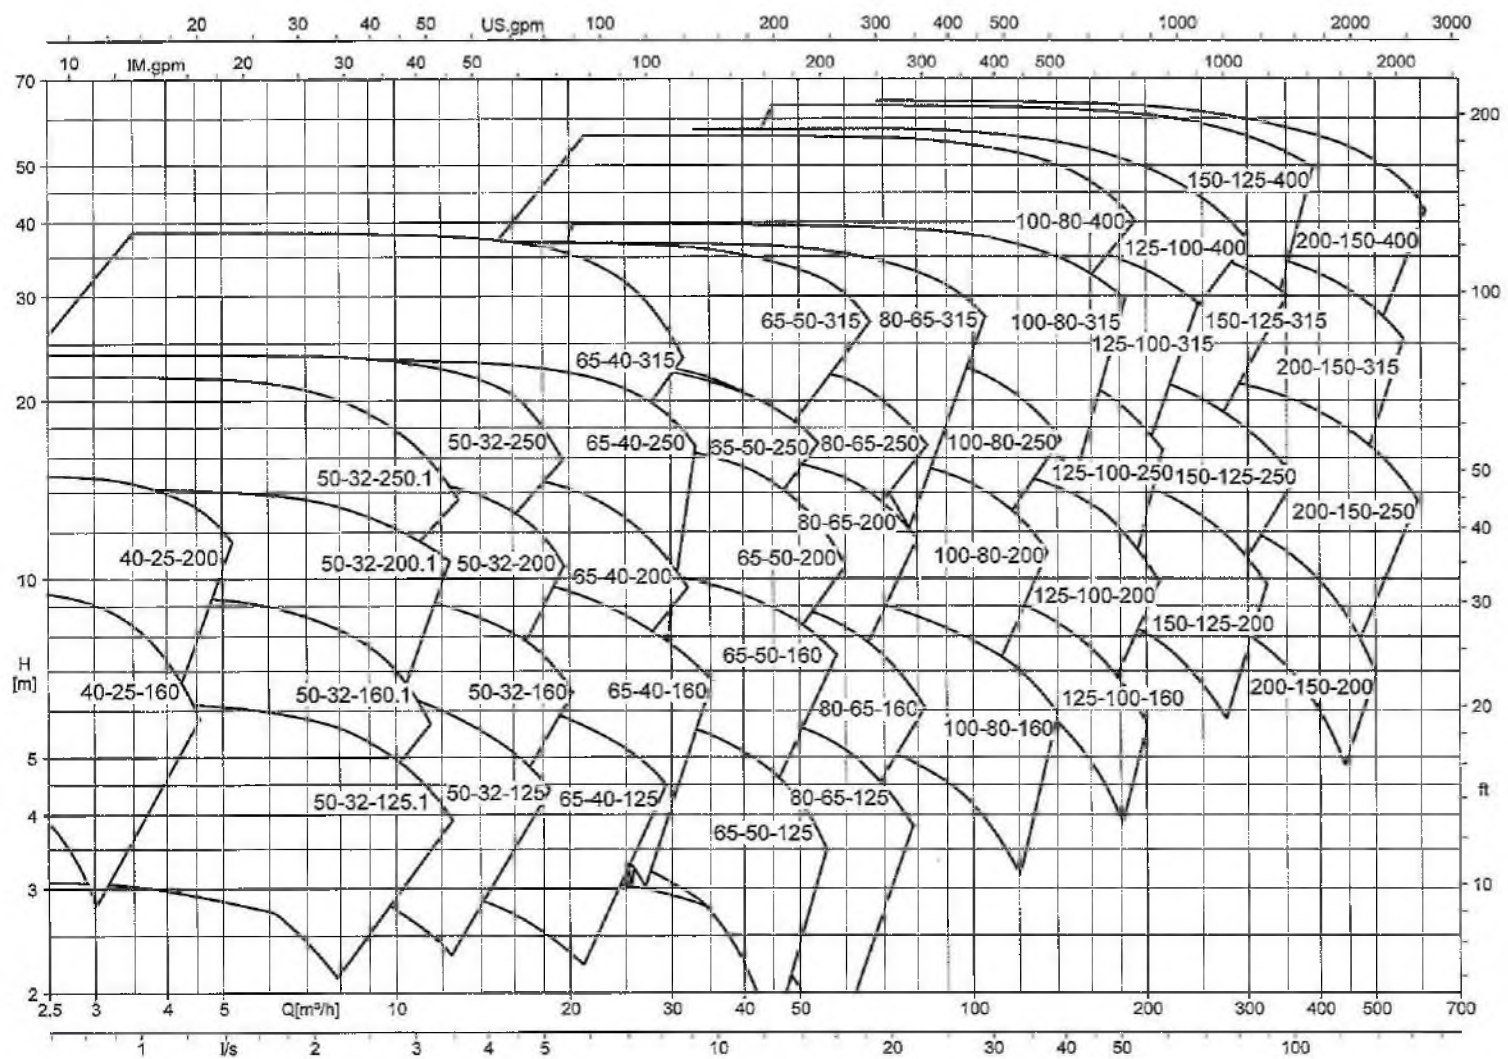 20 30 40 50 US.gpm 100 200 300 400 500 1000 2000 3000
10 IM.gpm 20 30 40 50 100 200 300 400 500 1000 2000
70
200
50
150-125-400
40
100-80-400
125-100-400
200-150-400
30
100
65-50-315 80-65-315 100-80-315 150-125-315
125-100-315
65-40-315
200-150-315
20
50-32-250 65-40-250 65-50-250 80-65-250 100-80-250
50
50-32-250.1
125-100-250 150-125-250
200-150-250
80-65-200
40
40-25-200 50-32-200.1 50-32-200 65-50-200 100-80-200
10
65-40-200
125-100-200
30
150-125-200
65-50-160
H
[m]
40-25-160 50-32-160.1 50-32-160 65-40-160 125-100-160 200-150-200
80-65-160
20
100-80-160
5
50-32-125.1 50-32-125 65-40-125 80-65-125
ft
4
65-50-125
3
10
2
2.5 3 4 5 Q[m³/h] 10 20 30 40 50 100 200 300 400 500 700
1 l/s 2 3 4 5 10 20 30 40 50 100